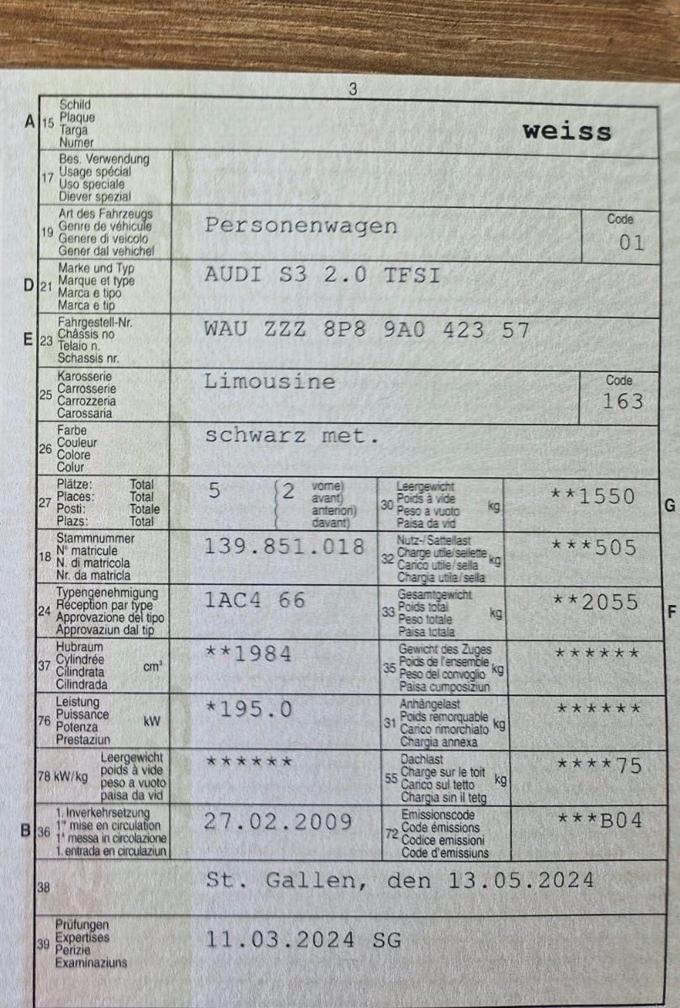 3
A 15 Schild
Plaque
Targa
Numer
weiss
17 Bes. Verwendung
Usage spécial
Uso speciale
Diever spezial
19 Art des Fahrzeugs
Genre de véhicule
Genere di veicolo
Gener dal vehichel
Personenwagen
Code
01
D 21 Marke und Typ
Marque et type
Marca e tipo
Marca e tip
AUDI S3 2.0 TFSI
E 23 Fahrgestell-Nr.
Châssis no
Telaio n.
Schassis nr.
WAU ZZZ 8P8 9A0 423 57
25 Karosserie
Carrosserie
Carrozzeria
Carossaria
Limousine
Code
163
26 Farbe
Couleur
Colore
Colur
schwarz met.
27 Plätze: Total
Places: Total
Posti: Totale
Plazs: Total
5 (2 vorne)
avant)
anteriori)
davant)
30 Leergewicht
Poids à vide
Peso a vuoto
Paisa da vid
kg
**1550
G
18 Stammnummer
N° matricule
N. di matricola
Nr. da matricla
139.851.018
32 Nutz-/Sattellast
Charge utile/sellette
Carico utile/sella
Chargia utila/sella
kg
***505
24 Typengenehmigung
Réception par type
Approvazione del tipo
Approvaziun dal tip
1AC4 66
33 Gesamtgewicht
Poids total
Peso totale
Paisa totala
kg
**2055
F
37 Hubraum
Cylindrée
Cilindrata
Cilindrada
cm³
**1984
35 Gewicht des Zuges
Poids de l'ensemble
Peso del convoglio
Paisa cumposiziun
kg
******
76 Leistung
Puissance
Potenza
Prestaziun
kW
*195.0
31 Anhängelast
Poids remorquable
Carico rimorchiato
Chargia annexa
kg
******
78 kW/kg Leergewicht
poids à vide
peso a vuoto
paisa da vid
******
55 Dachlast
Charge sur le toit
Carico sul tetto
Chargia sin il tetg
kg
****75
B 36 1. Inverkehrsetzung
1re mise en circulation
1a messa in circolazione
1. entrada en circulaziun
27.02.2009
72 Emissionscode
Code émissions
Codice emissioni
Code d'emissiuns
***B04
38
St. Gallen, den 13.05.2024
39 Prüfungen
Expertises
Perizie
Examinaziuns
11.03.2024 SG